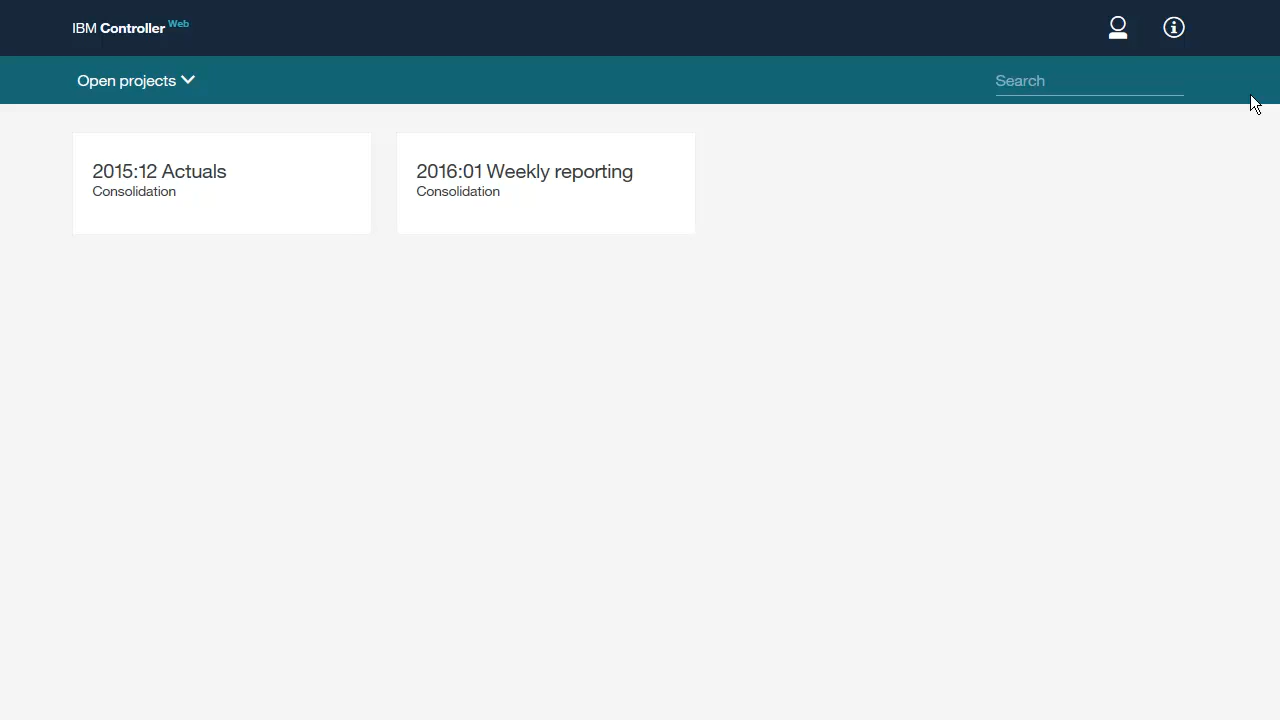 IBM Controller Web
Open projects
Search
2015:12 Actuals
Consolidation
2016:01 Weekly reporting
Consolidation